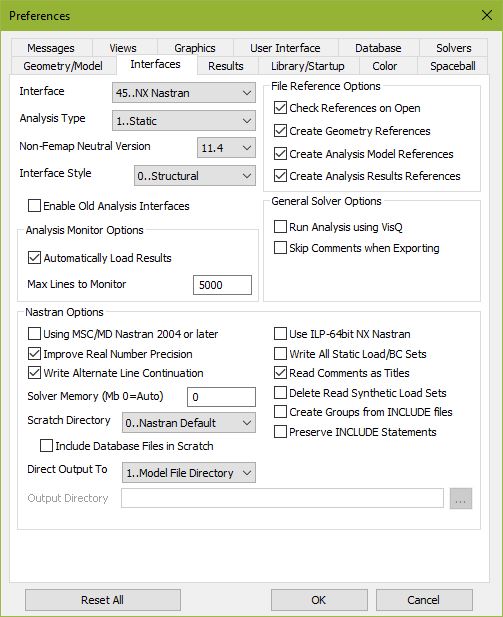 Preferences
Messages Views Graphics User Interface Database Solvers
Geometry/Model Interfaces Results Library/Startup Color Spaceball
Interface 45..NX Nastran
Analysis Type 1..Static
Non-Femap Neutral Version 11.4
Interface Style 0..Structural
Enable Old Analysis Interfaces
File Reference Options
Check References on Open
Create Geometry References
Create Analysis Model References
Create Analysis Results References
Analysis Monitor Options
Automatically Load Results
Max Lines to Monitor 5000
General Solver Options
Run Analysis using VisQ
Skip Comments when Exporting
Nastran Options
Using MSC/MD Nastran 2004 or later
Improve Real Number Precision
Write Alternate Line Continuation
Solver Memory (Mb 0=Auto) 0
Scratch Directory 0..Nastran Default
Include Database Files in Scratch
Direct Output To 1..Model File Directory
Use ILP-64bit NX Nastran
Write All Static Load/BC Sets
Read Comments as Titles
Delete Read Synthetic Load Sets
Create Groups from INCLUDE files
Preserve INCLUDE Statements
Output Directory ...
Reset All OK Cancel